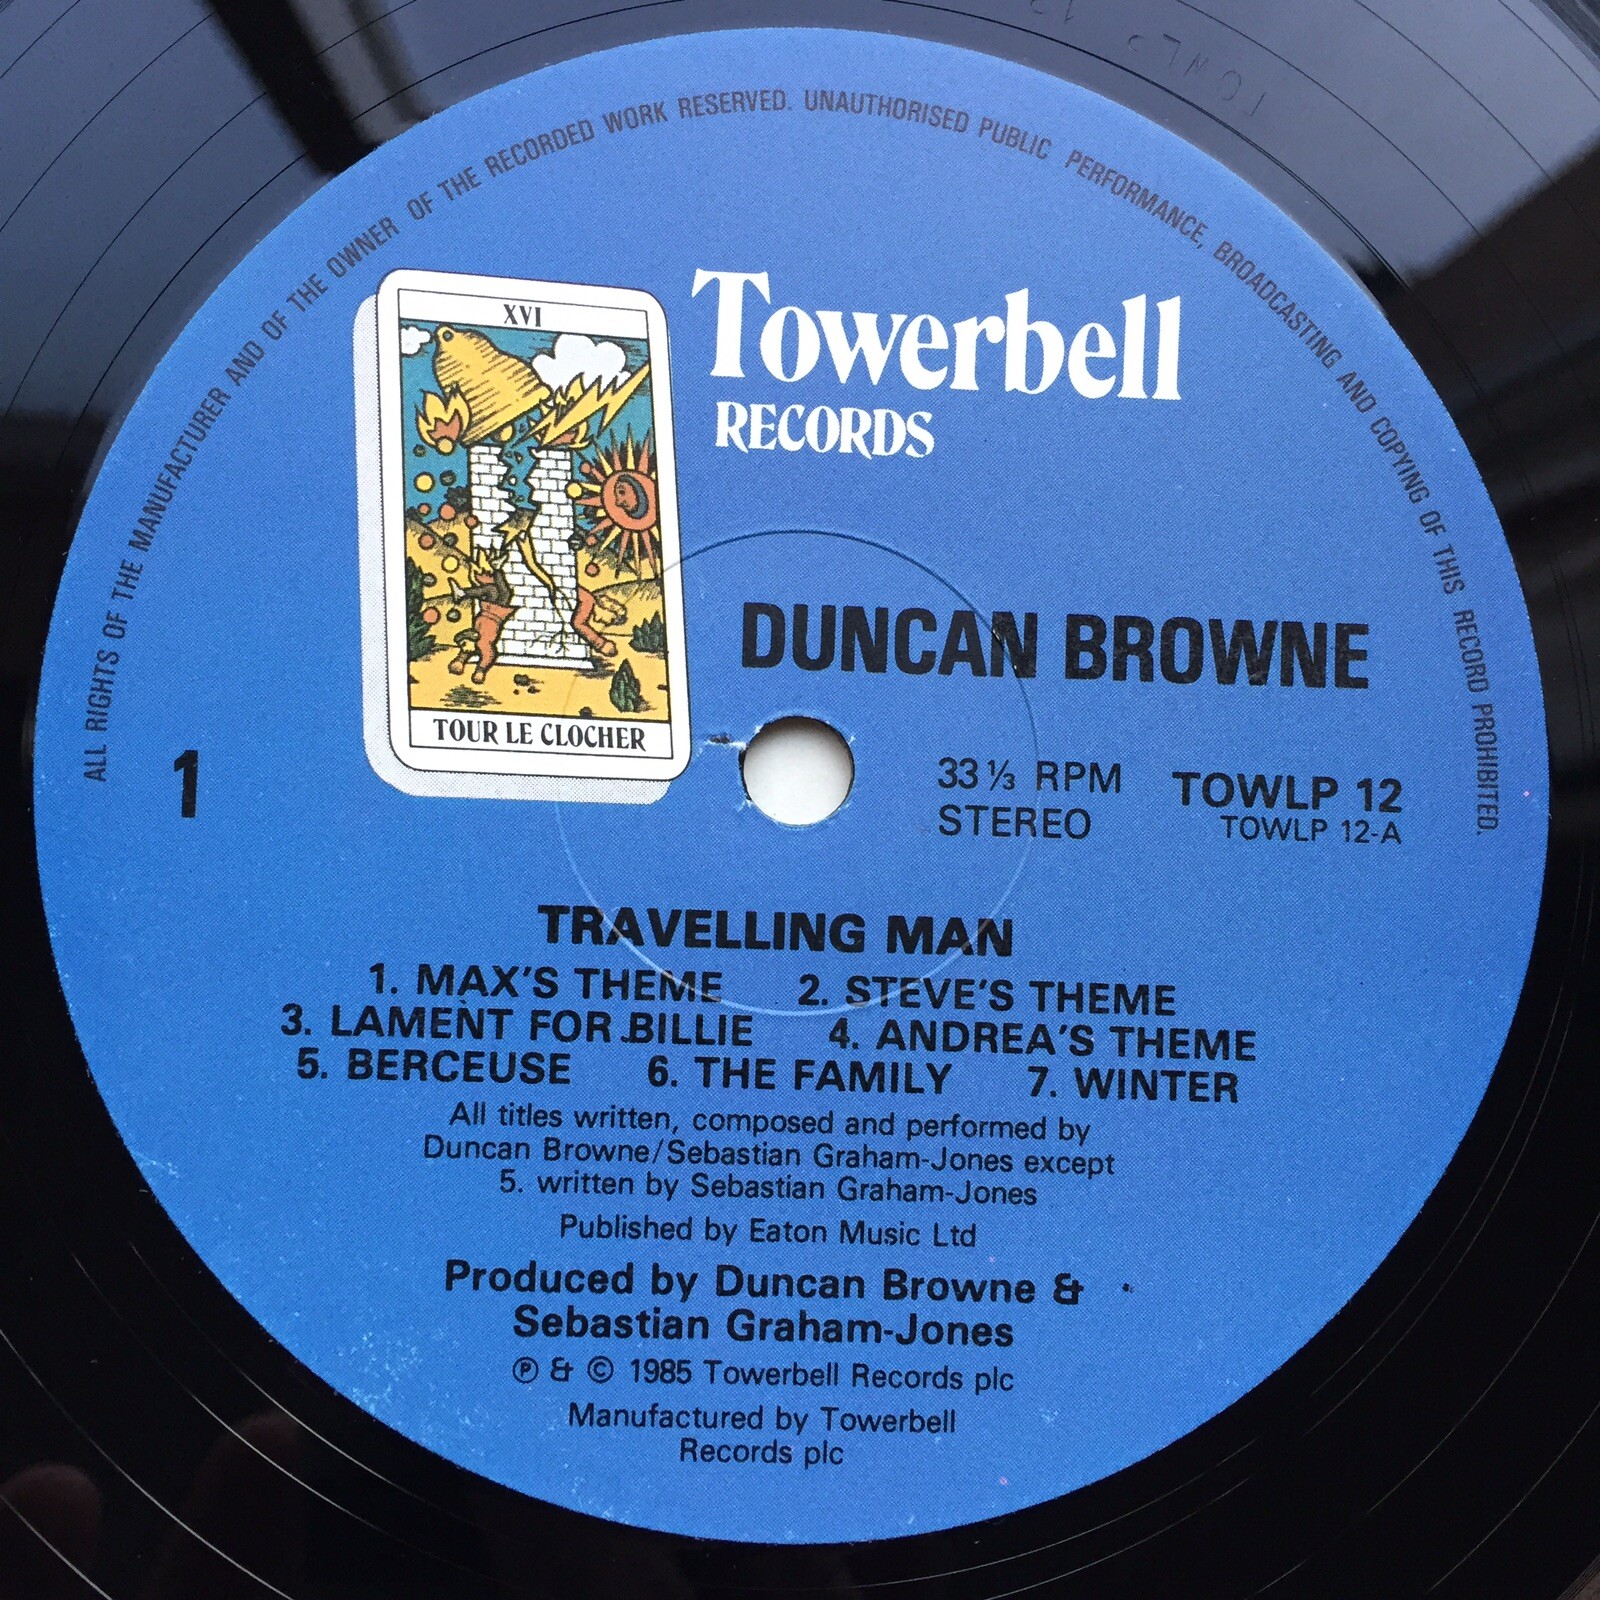 ALL RIGHTS OF THE MANUFACTURER AND OF THE OWNER OF THE RECORDED WORK RESERVED. UNAUTHORISED PUBLIC PERFORMANCE, BROADCASTING AND COPYING OF THIS RECORD PROHIBITED.
XVI
TOUR LE CLOCHER
Towerbell
RECORDS
DUNCAN BROWNE
1
33 ⅓ RPM
STEREO
TOWLP 12
TOWLP 12-A
TRAVELLING MAN
1. MAX'S THEME 2. STEVE'S THEME
3. LAMENT FOR BILLIE 4. ANDREA'S THEME
5. BERCEUSE 6. THE FAMILY 7. WINTER
All titles written, composed and performed by
Duncan Browne/Sebastian Graham-Jones except
5. written by Sebastian Graham-Jones
Published by Eaton Music Ltd
Produced by Duncan Browne &
Sebastian Graham-Jones
℗ & © 1985 Towerbell Records plc
Manufactured by Towerbell
Records plc